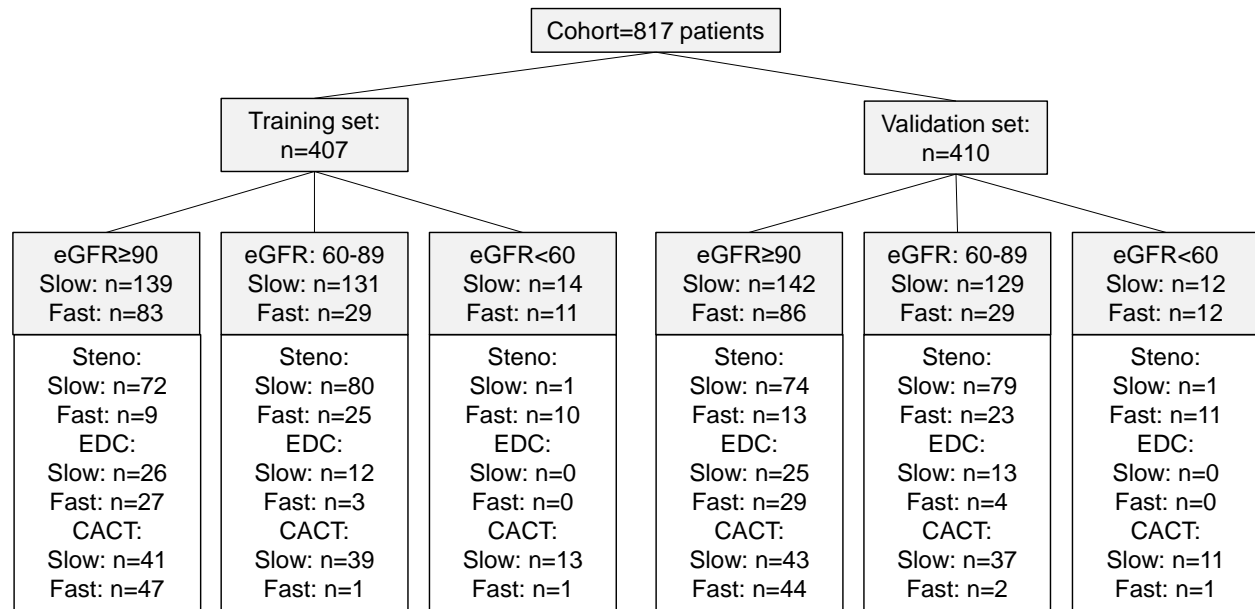 Cohort=817 patients
Training set:
n=407
Validation set:
n=410
eGFR≥90
Slow: n=139
Fast: n=83
Steno:
Slow: n=72
Fast: n=9
EDC:
Slow: n=26
Fast: n=27
CACT:
Slow: n=41
Fast: n=47
eGFR: 60-89
Slow: n=131
Fast: n=29
Steno:
Slow: n=80
Fast: n=25
EDC:
Slow: n=12
Fast: n=3
CACT:
Slow: n=39
Fast: n=1
eGFR<60
Slow: n=14
Fast: n=11
Steno:
Slow: n=1
Fast: n=10
EDC:
Slow: n=0
Fast: n=0
CACT:
Slow: n=13
Fast: n=1
eGFR≥90
Slow: n=142
Fast: n=86
Steno:
Slow: n=74
Fast: n=13
EDC:
Slow: n=25
Fast: n=29
CACT:
Slow: n=43
Fast: n=44
eGFR: 60-89
Slow: n=129
Fast: n=29
Steno:
Slow: n=79
Fast: n=23
EDC:
Slow: n=13
Fast: n=4
CACT:
Slow: n=37
Fast: n=2
eGFR<60
Slow: n=12
Fast: n=12
Steno:
Slow: n=1
Fast: n=11
EDC:
Slow: n=0
Fast: n=0
CACT:
Slow: n=11
Fast: n=1